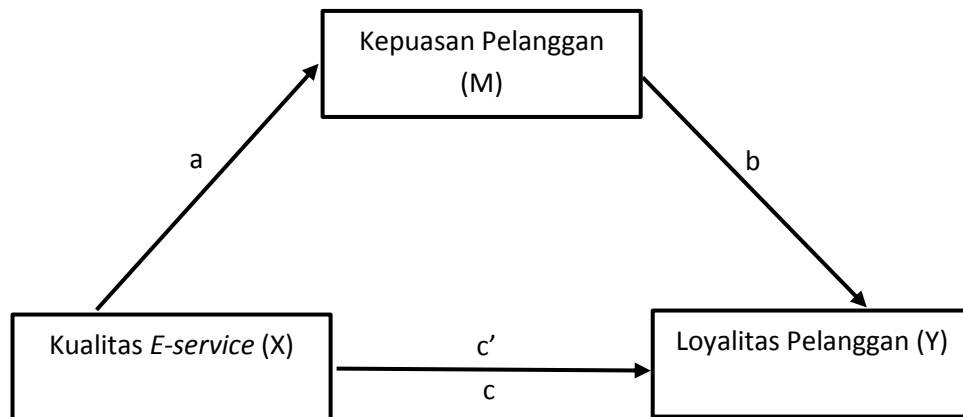 Kepuasan Pelanggan
(M)
a
b
Kualitas E-service (X)
c’
c
Loyalitas Pelanggan (Y)